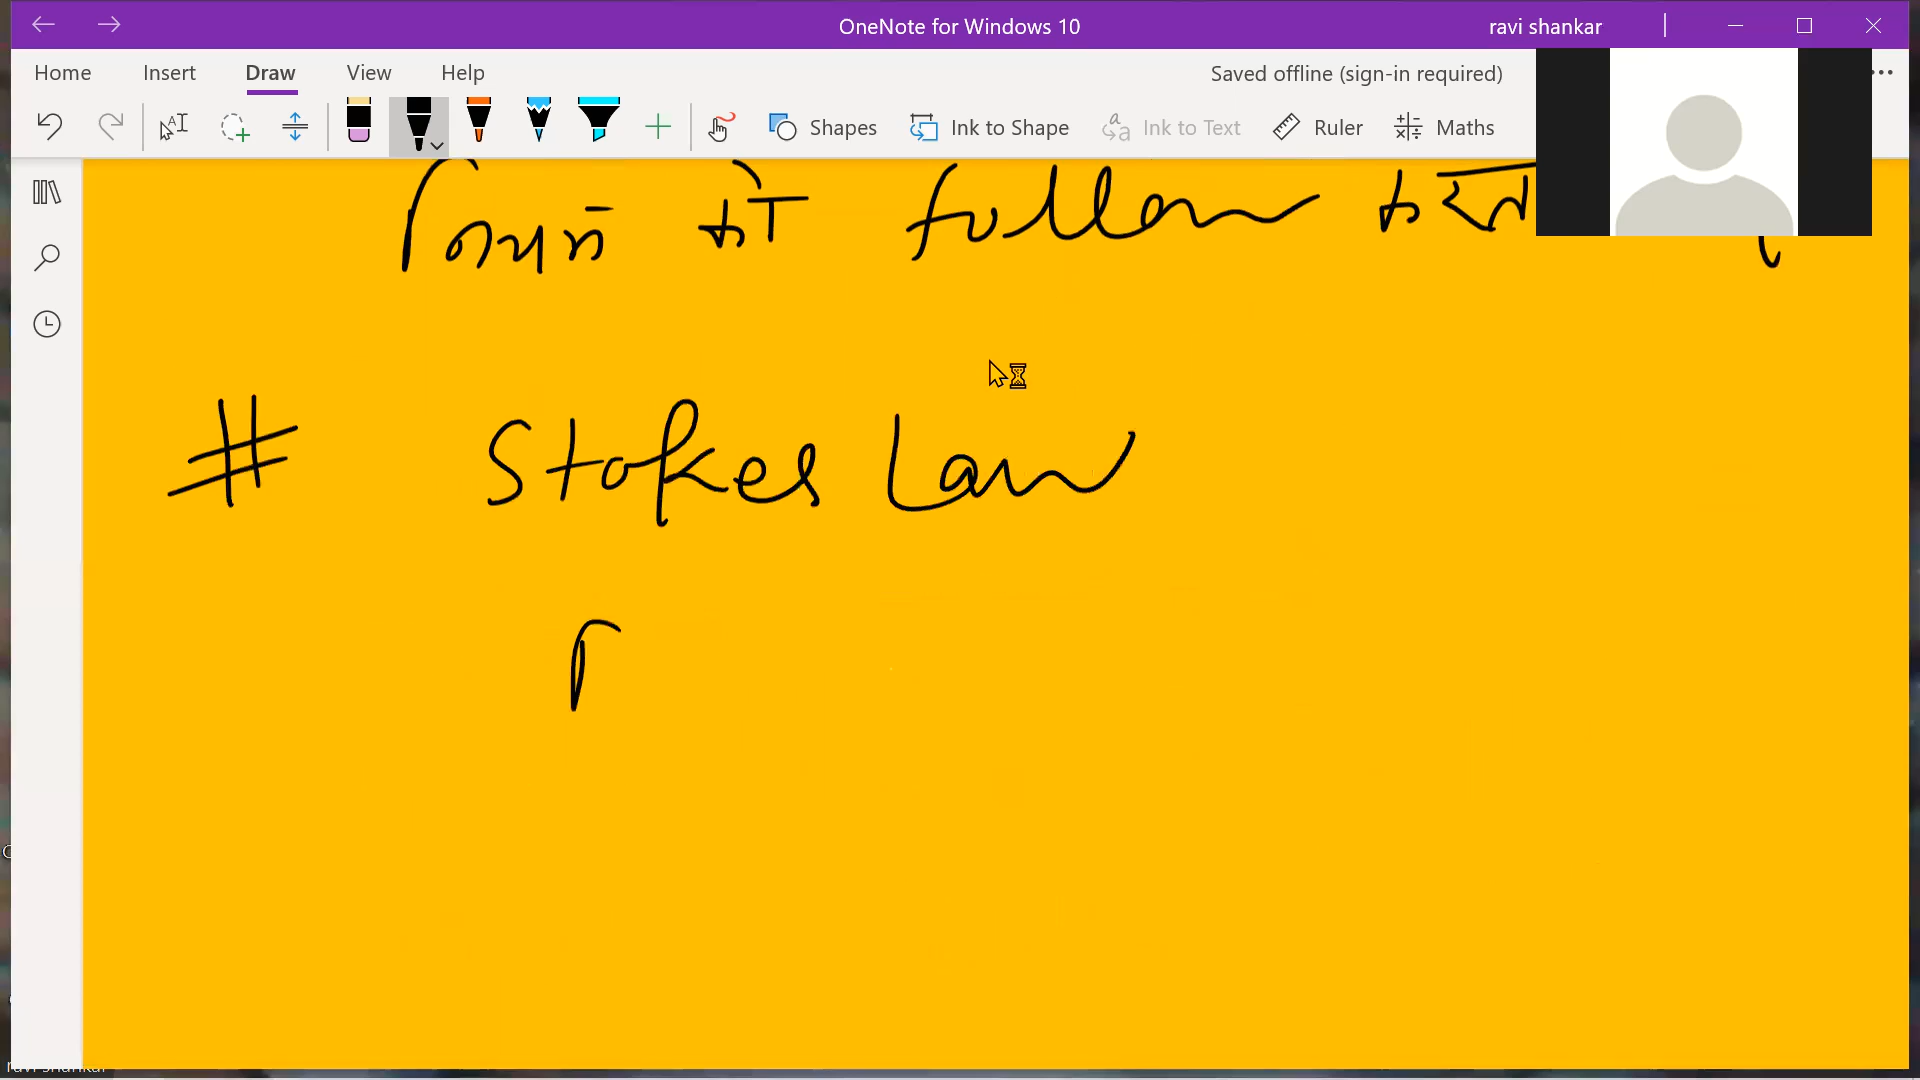 OneNote for Windows 10
ravi shankar
Home Insert Draw View Help
Saved offline (sign-in required)
Shapes Ink to Shape Ink to Text Ruler Maths
नियम को follow
# Stokes Law